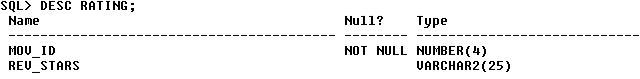 SQL> DESC RATING;
Name                                      Null?    Type
----------------------------------------- -------- ----------------------------
MOV_ID                                    NOT NULL NUMBER(4)
REV_STARS                                          VARCHAR2(25)